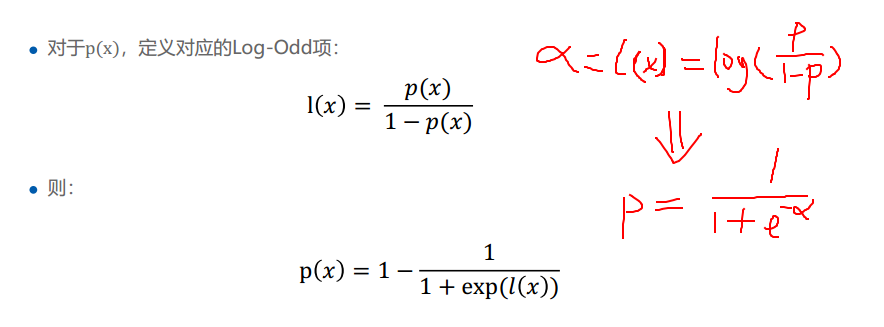 • 对于p(x)，定义对应的Log-Odd项：
l(x) = p(x) / (1 − p(x))
α = l(x) = log(p / (1-p))
⇓
• 则：
p = 1 / (1 + e^-α)
p(x) = 1 − 1 / (1 + exp(l(x)))